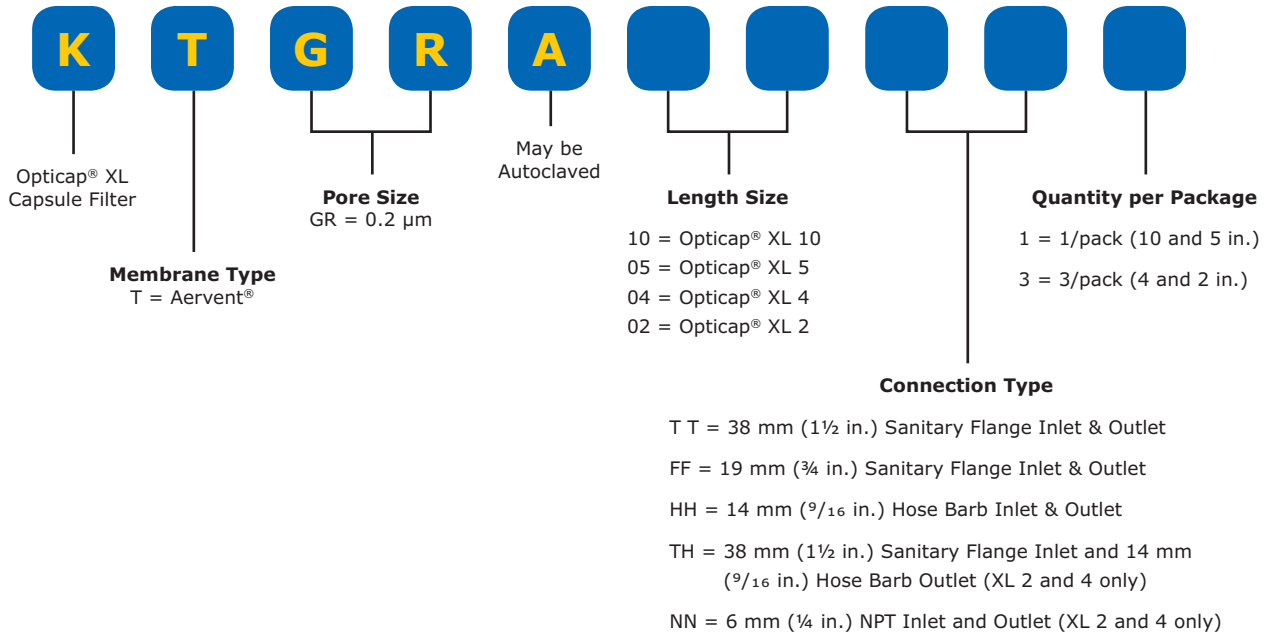 K T G R A
Opticap® XL
Capsule Filter
Membrane Type
T = Aervent®
Pore Size
GR = 0.2 µm
May be
Autoclaved
Length Size
10 = Opticap® XL 10
05 = Opticap® XL 5
04 = Opticap® XL 4
02 = Opticap® XL 2
Connection Type
T T = 38 mm (1½ in.) Sanitary Flange Inlet & Outlet
FF = 19 mm (¾ in.) Sanitary Flange Inlet & Outlet
HH = 14 mm (⁹/₁₆ in.) Hose Barb Inlet & Outlet
TH = 38 mm (1½ in.) Sanitary Flange Inlet and 14 mm
(⁹/₁₆ in.) Hose Barb Outlet (XL 2 and 4 only)
NN = 6 mm (¼ in.) NPT Inlet and Outlet (XL 2 and 4 only)
Quantity per Package
1 = 1/pack (10 and 5 in.)
3 = 3/pack (4 and 2 in.)